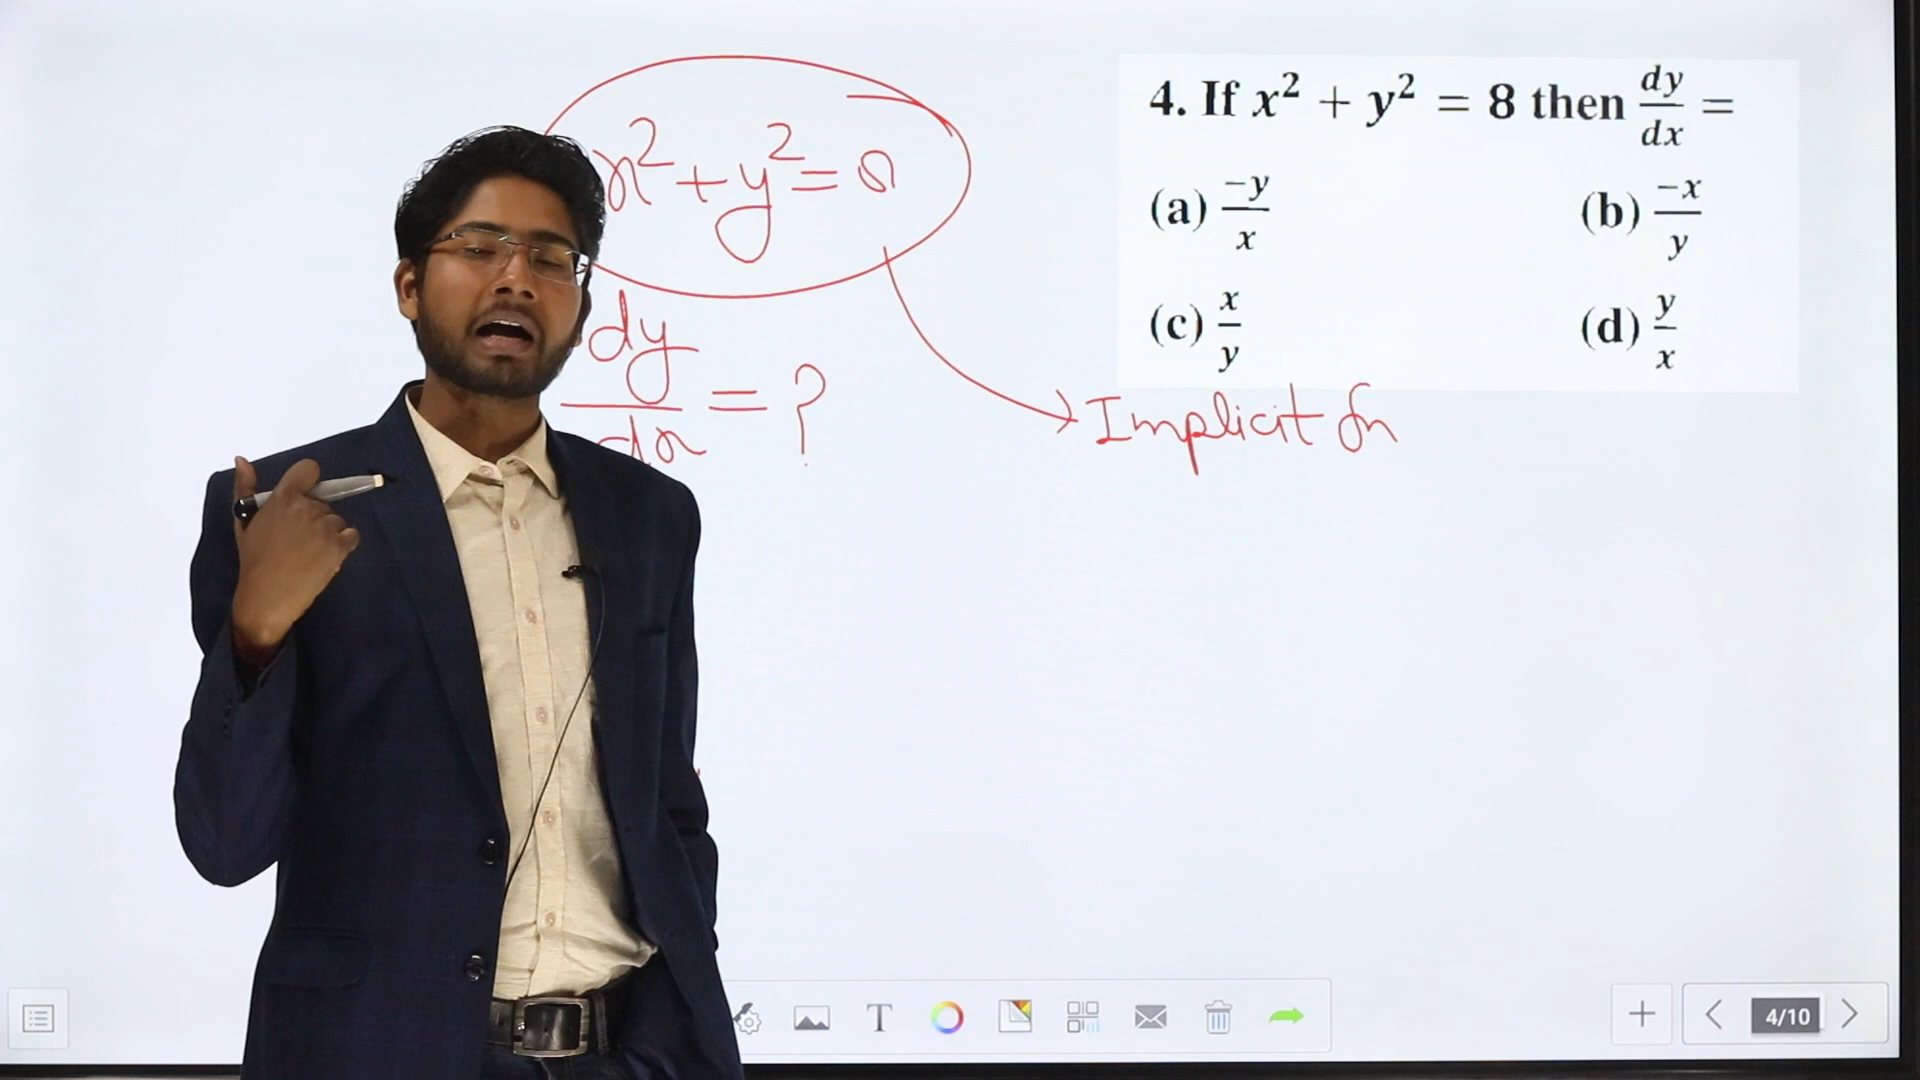 x² + y² = 8
dy/dx = ?
Implicit fn
4. If x² + y² = 8 then dy/dx =
(a) -y/x
(b) -x/y
(c) x/y
(d) y/x
T
4/10